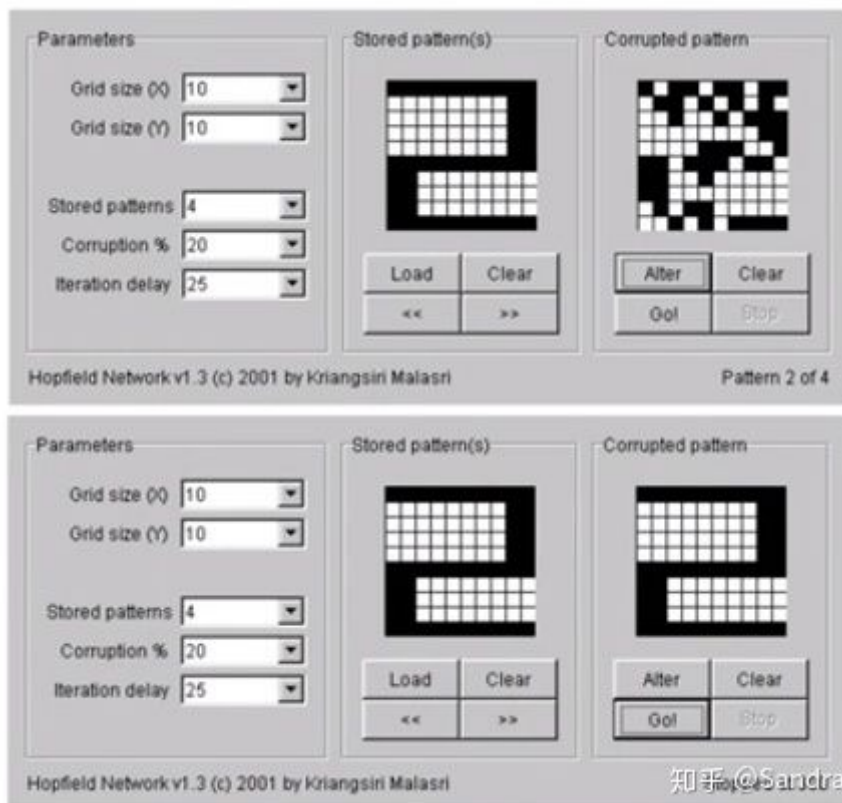 Parameters
Stored pattern(s)
Corrupted pattern
Grid size (X) 10
Grid size (Y) 10
Stored patterns 4
Corruption % 20
Iteration delay 25
Load Clear
<< >>
Alter Clear
Go! Stop
Hopfield Network v1.3 (c) 2001 by Kriangsiri Malasri
Pattern 2 of 4
Parameters
Stored pattern(s)
Corrupted pattern
Grid size (X) 10
Grid size (Y) 10
Stored patterns 4
Corruption % 20
Iteration delay 25
Load Clear
<< >>
Alter Clear
Go! Stop
Hopfield Network v1.3 (c) 2001 by Kriangsiri Malasri
知乎 @Sandra